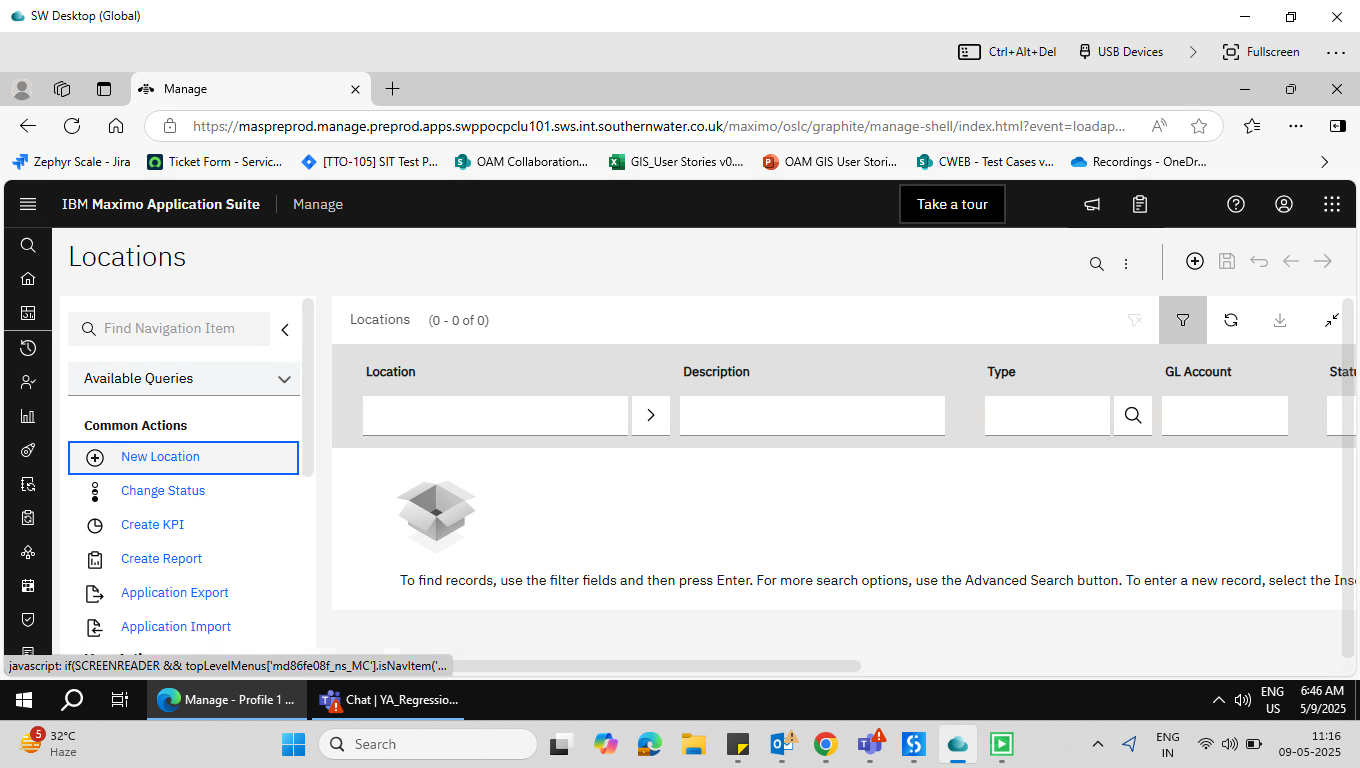 SW Desktop (Global)
Ctrl+Alt+Del
USB Devices
Fullscreen
Manage
https://maspreprod.manage.preprod.apps.swppocpclu101.sws.int.southernwater.co.uk/maximo/oslc/graphite/manage-shell/index.html?event=loadap...
Zephyr Scale - Jira
Ticket Form - Servic...
[TTO-105] SIT Test P...
OAM Collaboration...
GIS_User Stories v0....
OAM GIS User Stori...
CWEB - Test Cases v...
Recordings - OneDr...
IBM Maximo Application Suite
Manage
Take a tour
Locations
Find Navigation Item
Available Queries
Common Actions
New Location
Change Status
Create KPI
Create Report
Application Export
Application Import
Locations (0 - 0 of 0)
Location
Description
Type
GL Account
Statu
To find records, use the filter fields and then press Enter. For more search options, use the Advanced Search button. To enter a new record, select the Inse
javascript: if(SCREENREADER && topLevelMenus['md86fe08f_ns_MC'].isNavItem('...
Manage - Profile 1 ...
Chat | YA_Regressio...
ENG
US
6:46 AM
5/9/2025
5
32°C
Haze
Search
ENG
IN
11:16
09-05-2025